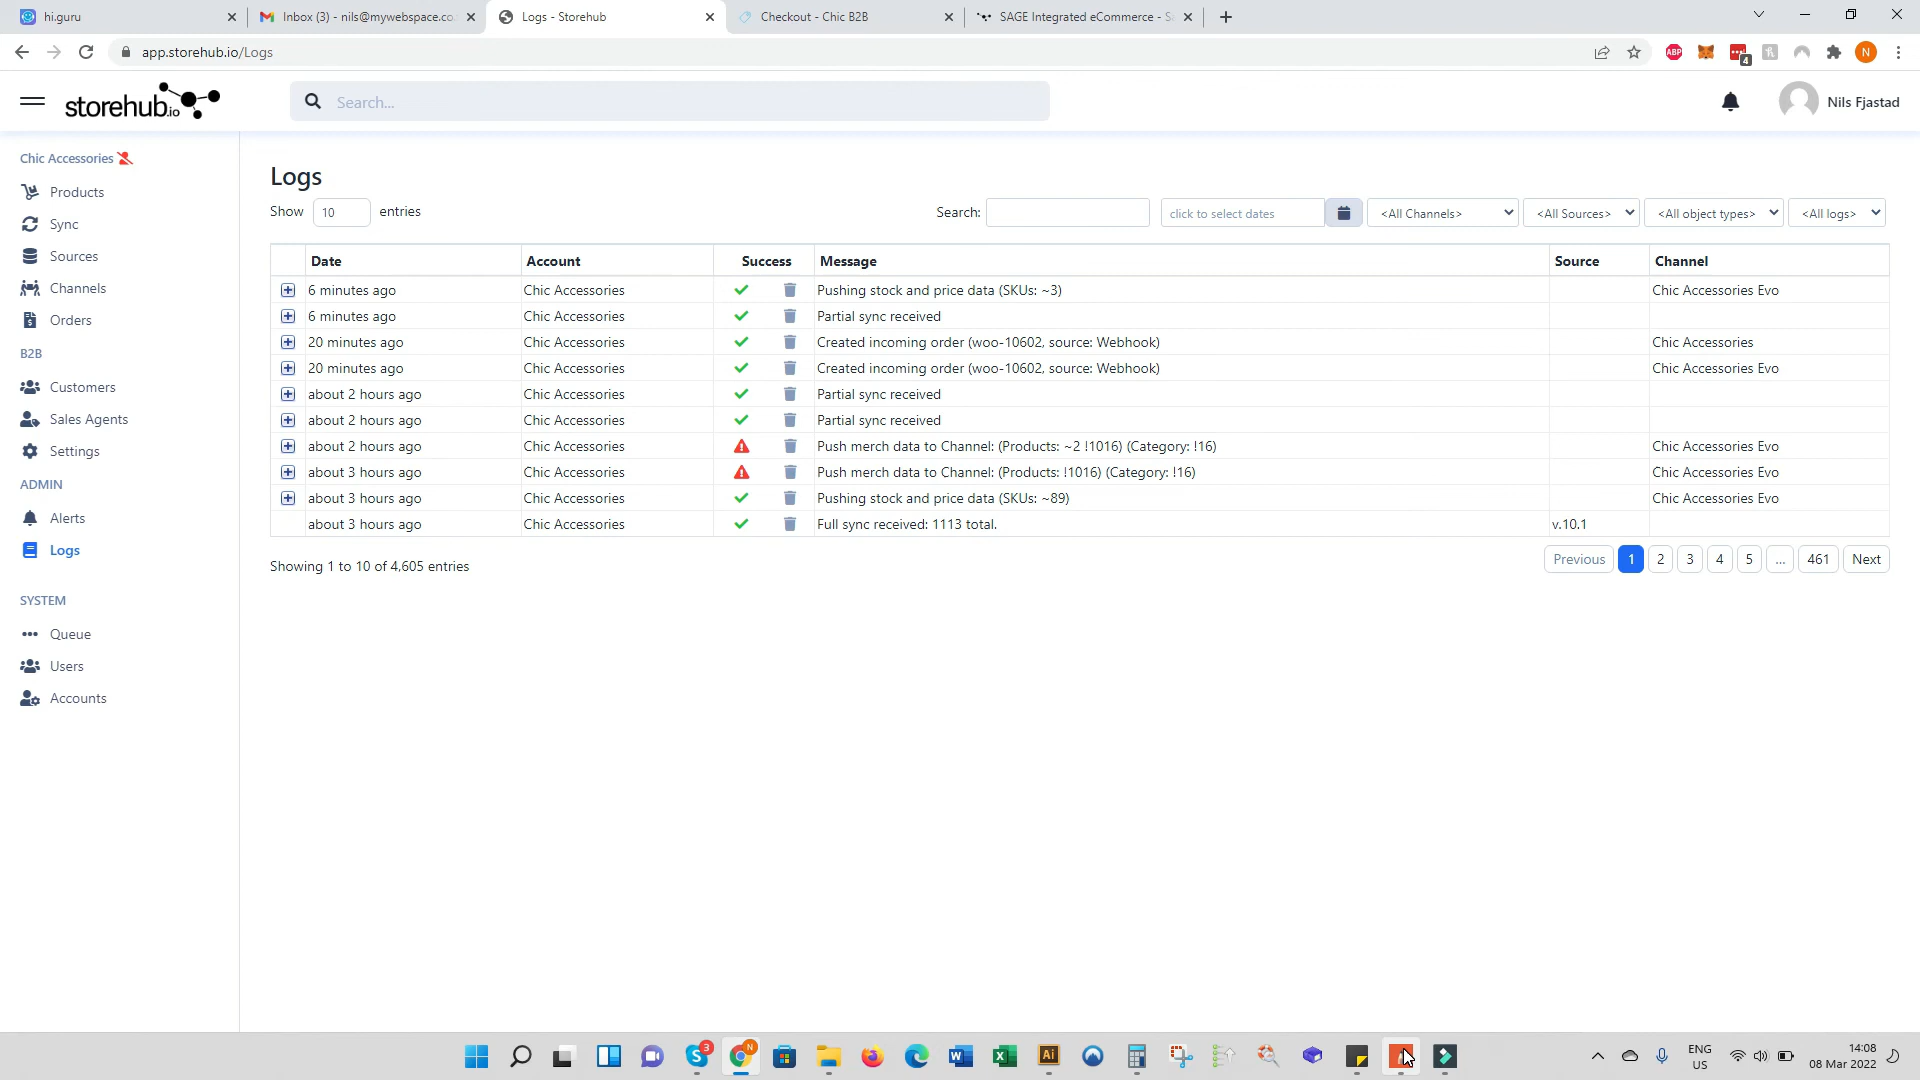 hi.guru
Inbox (3) - nils@mywebspace.co.
Logs - Storehub
Checkout - Chic B2B
SAGE Integrated eCommerce - S
app.storehub.io/Logs
ABP
4
N
storehub.io
Search...
Nils Fjastad
Chic Accessories
Products
Sync
Sources
Channels
Orders
B2B
Customers
Sales Agents
Settings
ADMIN
Alerts
Logs
SYSTEM
Queue
Users
Accounts
Logs
Show 10 entries
Search: click to select dates <All Channels> <All Sources> <All object types> <All logs>
Date Account Success Message Source Channel
6 minutes ago Chic Accessories Pushing stock and price data (SKUs: ~3) Chic Accessories Evo
6 minutes ago Chic Accessories Partial sync received
20 minutes ago Chic Accessories Created incoming order (woo-10602, source: Webhook) Chic Accessories
20 minutes ago Chic Accessories Created incoming order (woo-10602, source: Webhook) Chic Accessories Evo
about 2 hours ago Chic Accessories Partial sync received
about 2 hours ago Chic Accessories Partial sync received
about 2 hours ago Chic Accessories Push merch data to Channel: (Products: ~2 !1016) (Category: !16) Chic Accessories Evo
about 3 hours ago Chic Accessories Push merch data to Channel: (Products: !1016) (Category: !16) Chic Accessories Evo
about 3 hours ago Chic Accessories Pushing stock and price data (SKUs: ~89) Chic Accessories Evo
about 3 hours ago Chic Accessories Full sync received: 1113 total. v.10.1
Showing 1 to 10 of 4,605 entries
Previous 1 2 3 4 5 ... 461 Next
S 3
N
W
X
Ai
ENG
US
14:08
08 Mar 2022